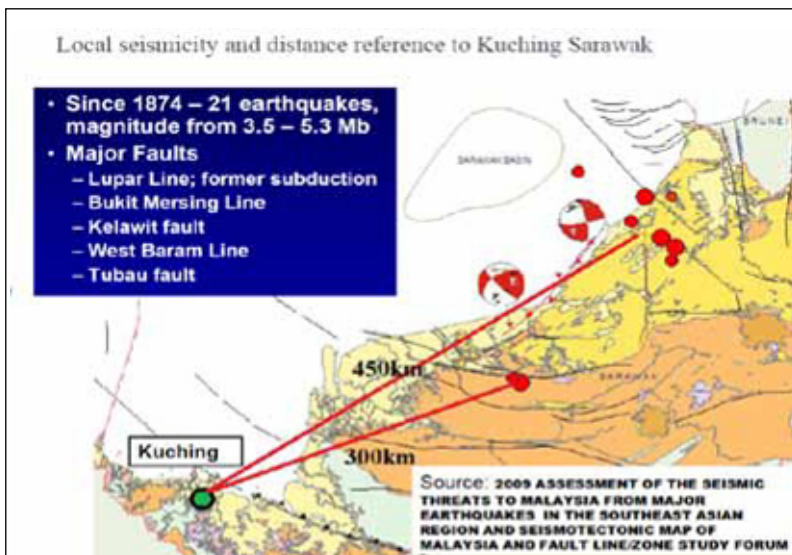 Local seismicity and distance reference to Kuching Sarawak
• Since 1874 – 21 earthquakes,
magnitude from 3.5 – 5.3 Mb
• Major Faults
– Lupar Line; former subduction
– Bukit Mersing Line
– Kelawit fault
– West Baram Line
– Tubau fault
SARAWAK BASIN
BRUNEI
450km
SARAWAK
Kuching
300km
Source: 2009 ASSESSMENT OF THE SEISMIC
THREATS TO MALAYSIA FROM MAJOR
EARTHQUAKES IN THE SOUTHEAST ASIAN
REGION AND SEISMOTECTONIC MAP OF
MALAYSIA AND FAULT LINE/ZONE STUDY FORUM